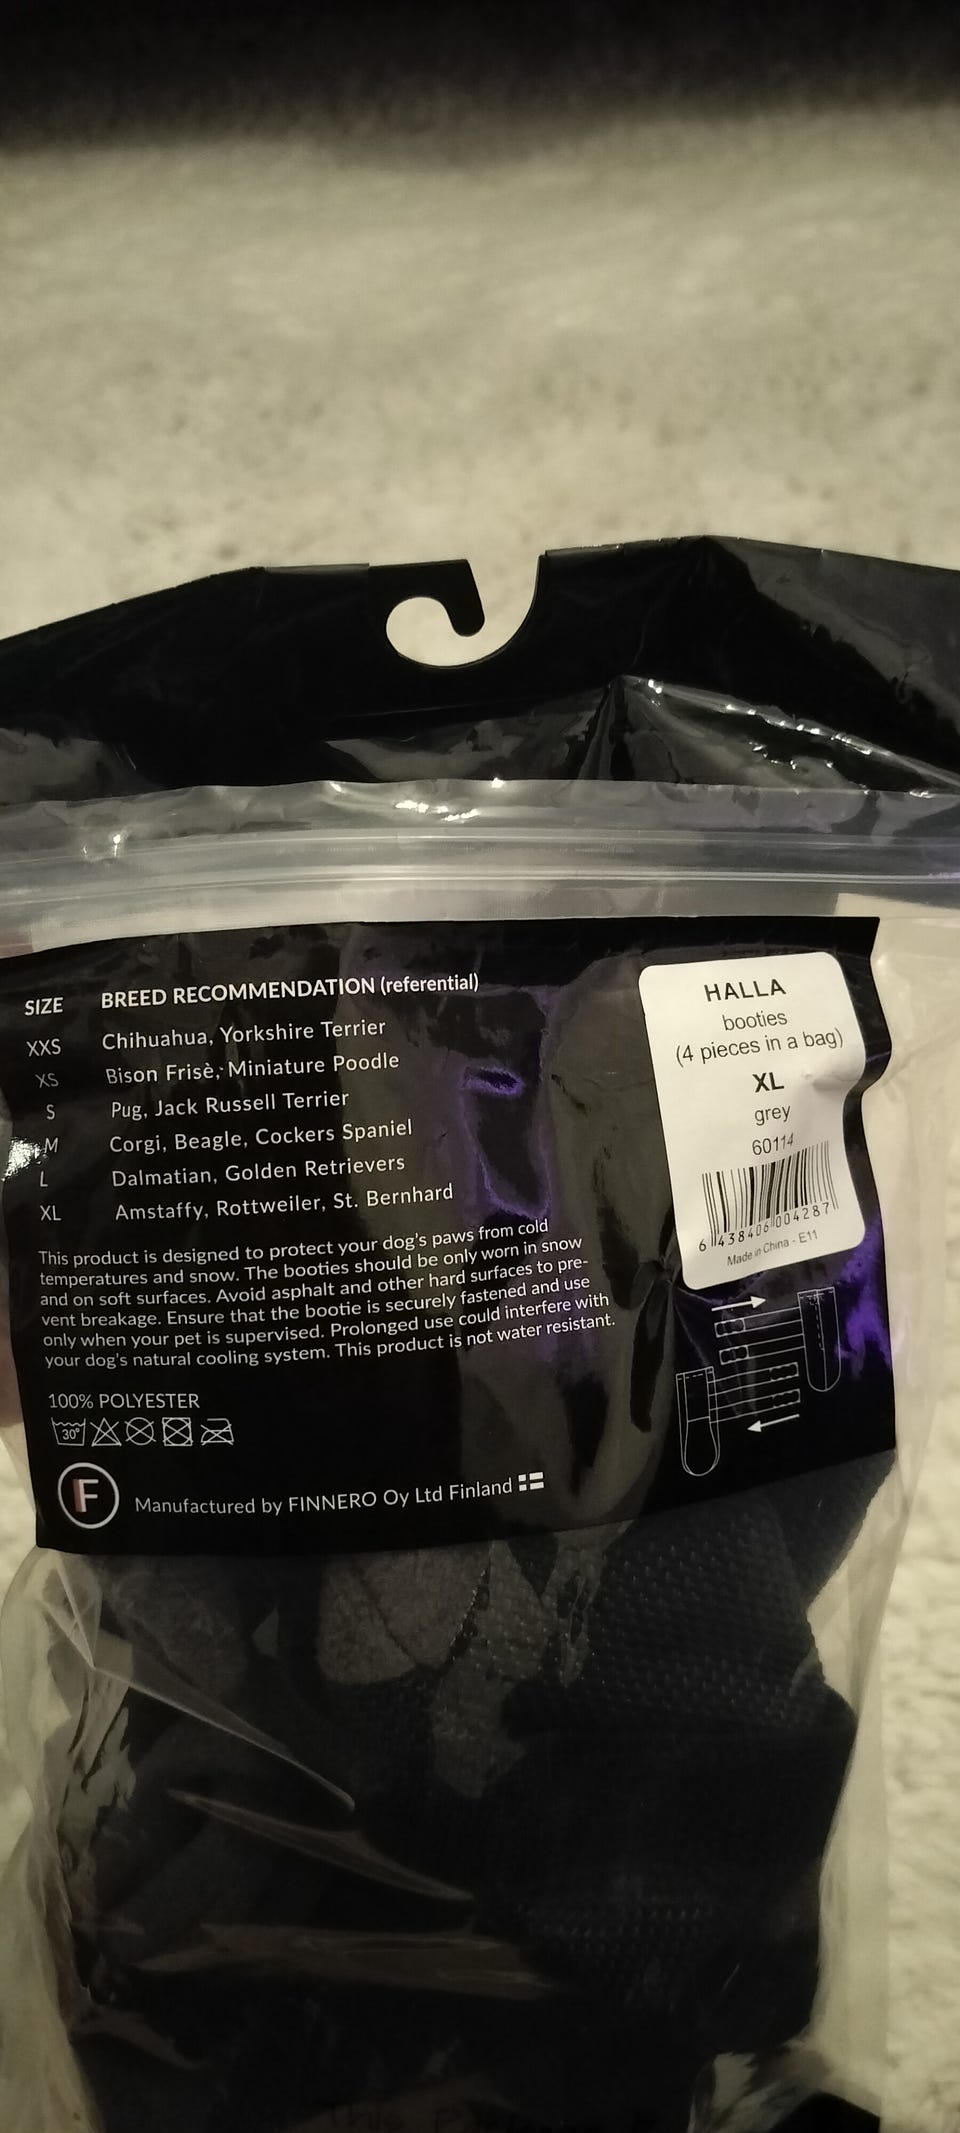 SIZE BREED RECOMMENDATION (referential)
XXS Chihuahua, Yorkshire Terrier
XS Bison Frisè, Miniature Poodle
S Pug, Jack Russell Terrier
M Corgi, Beagle, Cockers Spaniel
L Dalmatian, Golden Retrievers
XL Amstaffy, Rottweiler, St. Bernhard
This product is designed to protect your dog's paws from cold
temperatures and snow. The booties should be only worn in snow
and on soft surfaces. Avoid asphalt and other hard surfaces to pre-
vent breakage. Ensure that the bootie is securely fastened and use
only when your pet is supervised. Prolonged use could interfere with
your dog's natural cooling system. This product is not water resistant.
100% POLYESTER
30°
F
Manufactured by FINNERO Oy Ltd Finland
HALLA
booties
(4 pieces in a bag)
XL
grey
60114
6 438406 004287
Made in China - E11